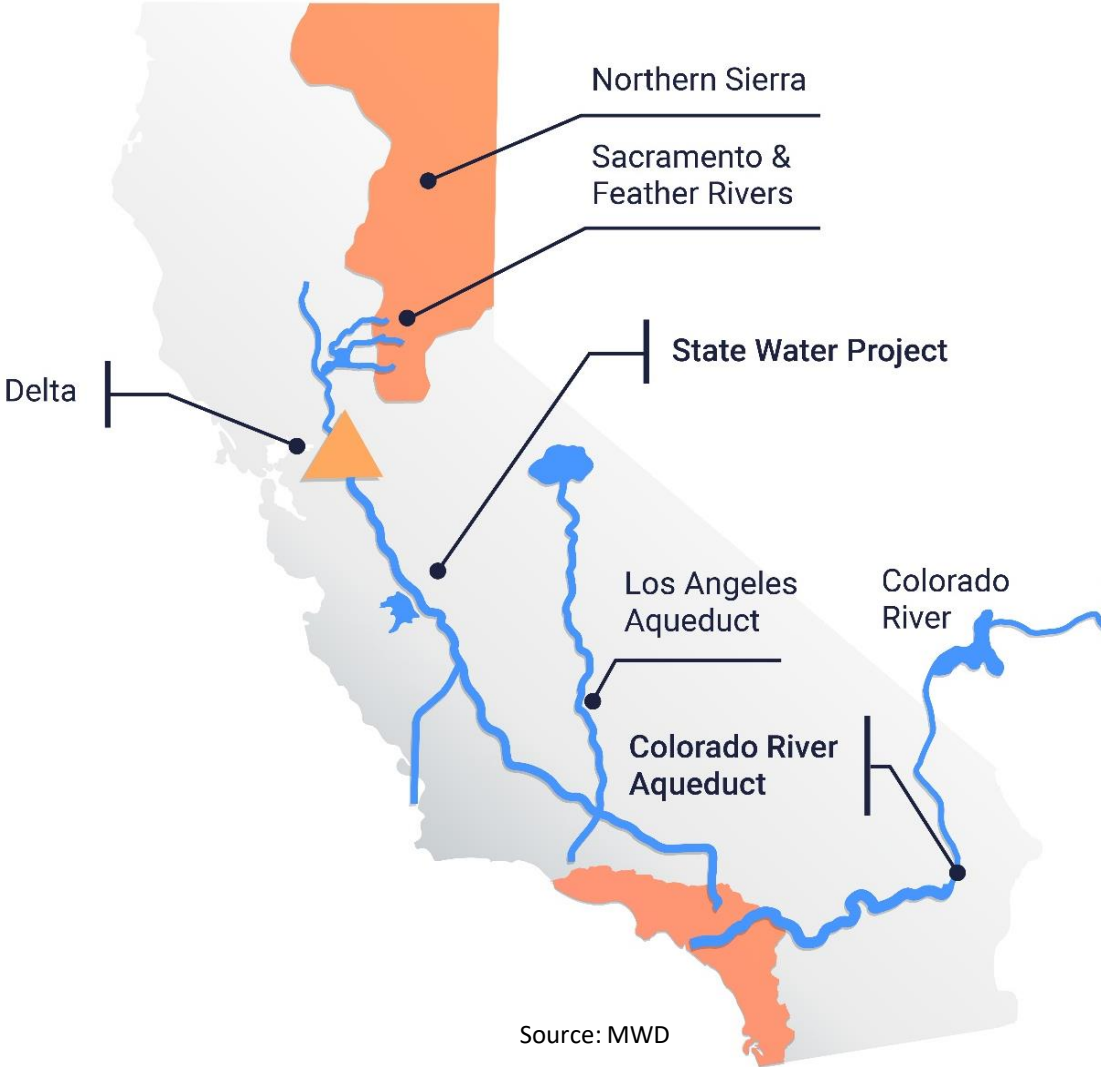 Northern Sierra
Sacramento &
Feather Rivers
State Water Project
Delta
Los Angeles
Aqueduct
Colorado
River
Colorado River
Aqueduct
Source: MWD